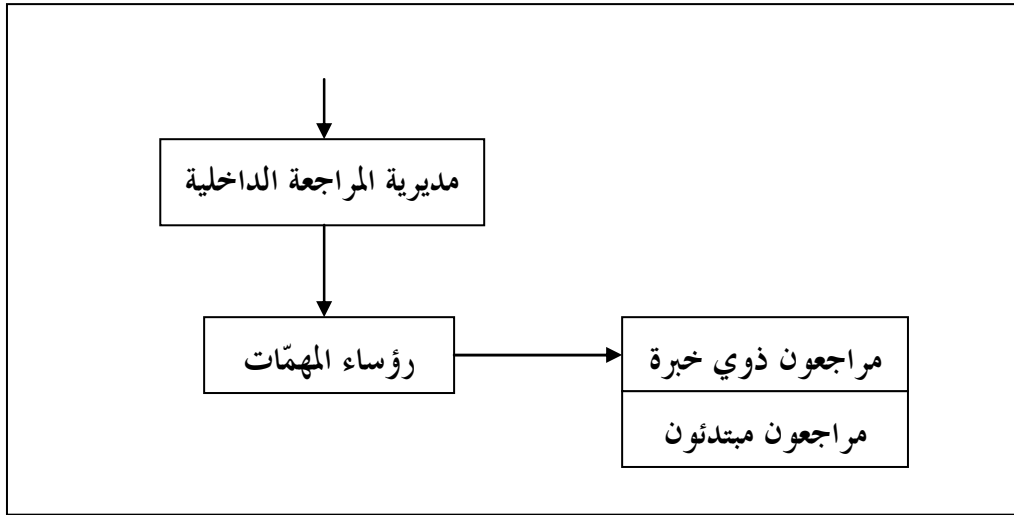 مديرية المراجعة الداخلية
رؤساء المهمّات
مراجعون ذوي خبرة
مراجعون مبتدئون